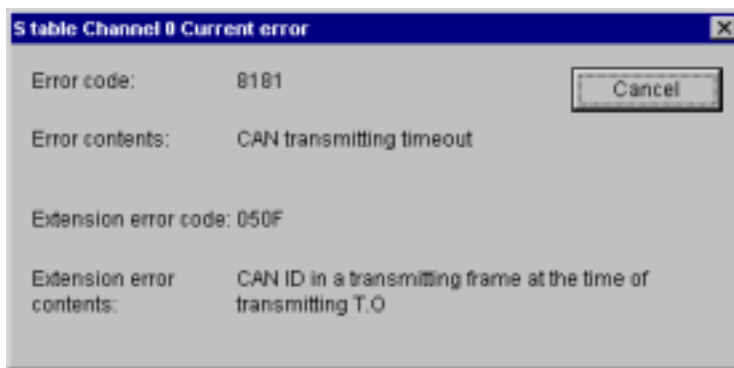 S table Channel 0 Current error
Error code: 8181
Cancel
Error contents: CAN transmitting timeout
Extension error code: 050F
Extension error contents: CAN ID in a transmitting frame at the time of
transmitting T.O